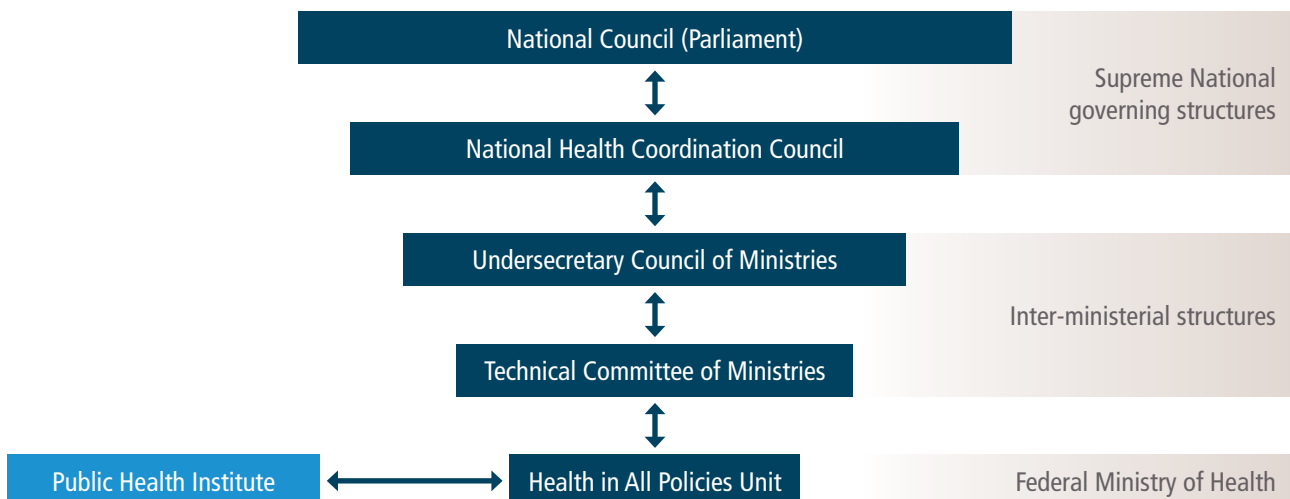 National Council (Parliament)
Supreme National
governing structures
National Health Coordination Council
Undersecretary Council of Ministries
Inter-ministerial structures
Technical Committee of Ministries
Public Health Institute
Health in All Policies Unit
Federal Ministry of Health